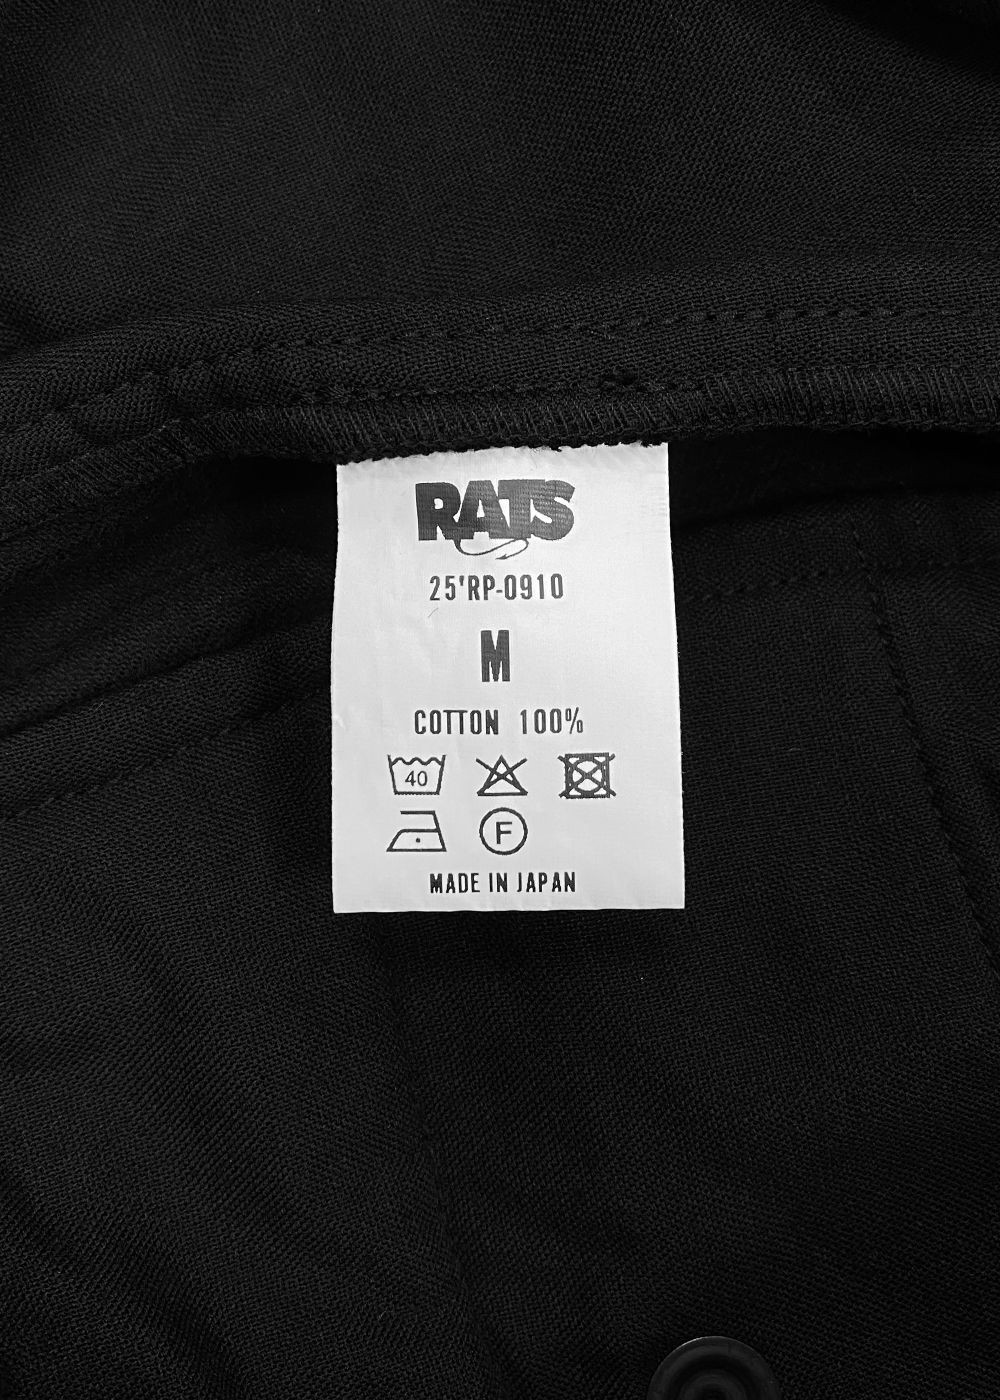 RATS
25'RP-0910
M
COTTON 100%
40
F
MADE IN JAPAN